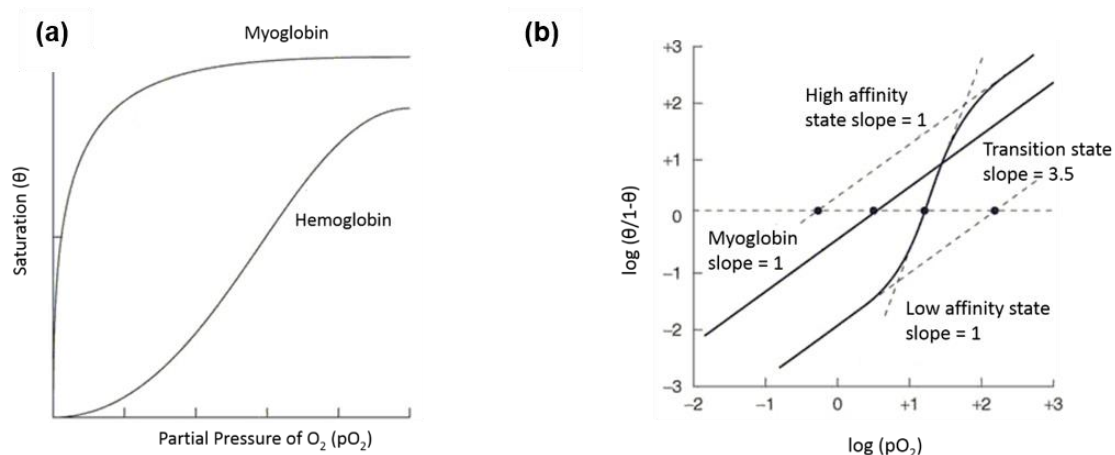 (a)
Myoglobin
Hemoglobin
Saturation (θ)
Partial Pressure of O₂ (pO₂)
(b)
+3
+2
+1
0
−1
−2
−3
High affinity
state slope = 1
Transition state
slope = 3.5
Myoglobin
slope = 1
Low affinity state
slope = 1
log (θ/1-θ)
−2
−1
0
+1
+2
+3
log (pO₂)